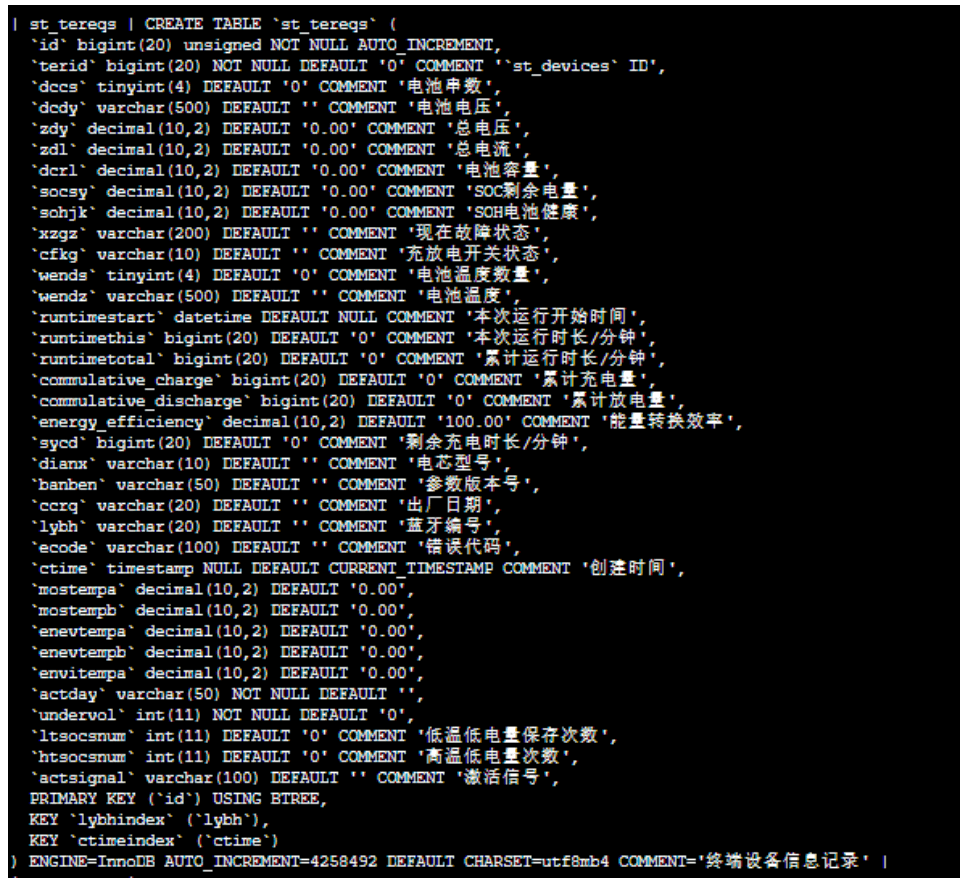 | st_tereqs | CREATE TABLE `st_tereqs` (
`id` bigint(20) unsigned NOT NULL AUTO_INCREMENT,
`terid` bigint(20) NOT NULL DEFAULT '0' COMMENT '`st_devices` ID',
`dccs` tinyint(4) DEFAULT '0' COMMENT '电池串数',
`dcdy` varchar(500) DEFAULT '' COMMENT '电池电压',
`zdy` decimal(10,2) DEFAULT '0.00' COMMENT '总电压',
`zdl` decimal(10,2) DEFAULT '0.00' COMMENT '总电流',
`dcrl` decimal(10,2) DEFAULT '0.00' COMMENT '电池容量',
`socsy` decimal(10,2) DEFAULT '0.00' COMMENT 'SOC剩余电量',
`sohjk` decimal(10,2) DEFAULT '0.00' COMMENT 'SOH电池健康',
`xzgz` varchar(200) DEFAULT '' COMMENT '现在故障状态',
`cfkg` varchar(10) DEFAULT '' COMMENT '充放电开关状态',
`wends` tinyint(4) DEFAULT '0' COMMENT '电池温度数量',
`wendz` varchar(500) DEFAULT '' COMMENT '电池温度',
`runtimestart` datetime DEFAULT NULL COMMENT '本次运行开始时间',
`runtimethis` bigint(20) DEFAULT '0' COMMENT '本次运行时长/分钟',
`runtimetotal` bigint(20) DEFAULT '0' COMMENT '累计运行时长/分钟',
`commulative_charge` bigint(20) DEFAULT '0' COMMENT '累计充电量',
`commulative_discharge` bigint(20) DEFAULT '0' COMMENT '累计放电量',
`energy_efficiency` decimal(10,2) DEFAULT '100.00' COMMENT '能量转换效率',
`sycd` bigint(20) DEFAULT '0' COMMENT '剩余充电时长/分钟',
`dianx` varchar(10) DEFAULT '' COMMENT '电芯型号',
`banben` varchar(50) DEFAULT '' COMMENT '参数版本号',
`ccrq` varchar(20) DEFAULT '' COMMENT '出厂日期',
`lybh` varchar(20) DEFAULT '' COMMENT '蓝牙编号',
`ecode` varchar(100) DEFAULT '' COMMENT '错误代码',
`ctime` timestamp NULL DEFAULT CURRENT_TIMESTAMP COMMENT '创建时间',
`mostempa` decimal(10,2) DEFAULT '0.00',
`mostempb` decimal(10,2) DEFAULT '0.00',
`enevtempa` decimal(10,2) DEFAULT '0.00',
`enevtempb` decimal(10,2) DEFAULT '0.00',
`envitempa` decimal(10,2) DEFAULT '0.00',
`actday` varchar(50) NOT NULL DEFAULT '',
`undervol` int(11) NOT NULL DEFAULT '0',
`ltsocsnum` int(11) DEFAULT '0' COMMENT '低温低电量保存次数',
`htsocsnum` int(11) DEFAULT '0' COMMENT '高温低电量次数',
`actsignal` varchar(100) DEFAULT '' COMMENT '激活信号',
PRIMARY KEY (`id`) USING BTREE,
KEY `lybhindex` (`lybh`),
KEY `ctimeindex` (`ctime`)
) ENGINE=InnoDB AUTO_INCREMENT=4258492 DEFAULT CHARSET=utf8mb4 COMMENT='终端设备信息记录' |